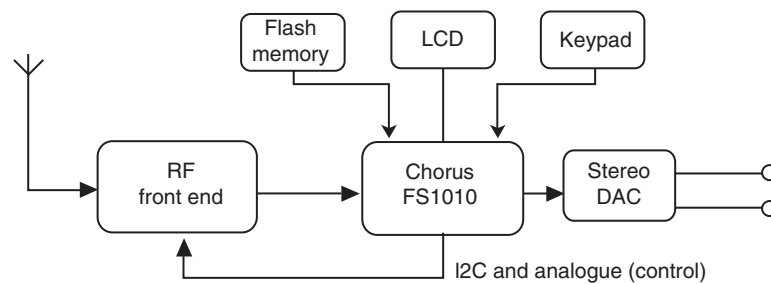 Flash
memory
LCD
Keypad
RF
front end
Chorus
FS1010
Stereo
DAC
I2C and analogue (control)